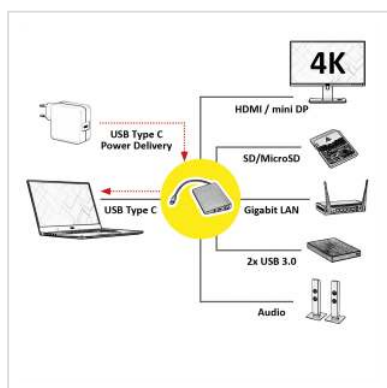 4K
HDMI / mini DP
USB Type C
Power Delivery
SD/MicroSD
USB Type C
Gigabit LAN
2x USB 3.0
Audio